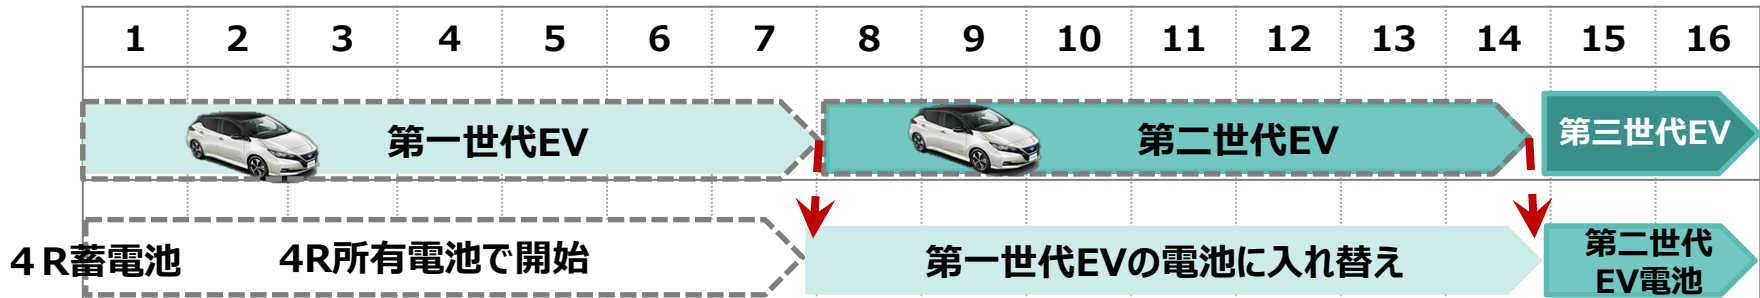 1 2 3 4 5 6 7 8 9 10 11 12 13 14 15 16
第一世代EV 第二世代EV 第三世代EV
４R蓄電池 4R所有電池で開始 第一世代EVの電池に入れ替え 第二世代
EV電池